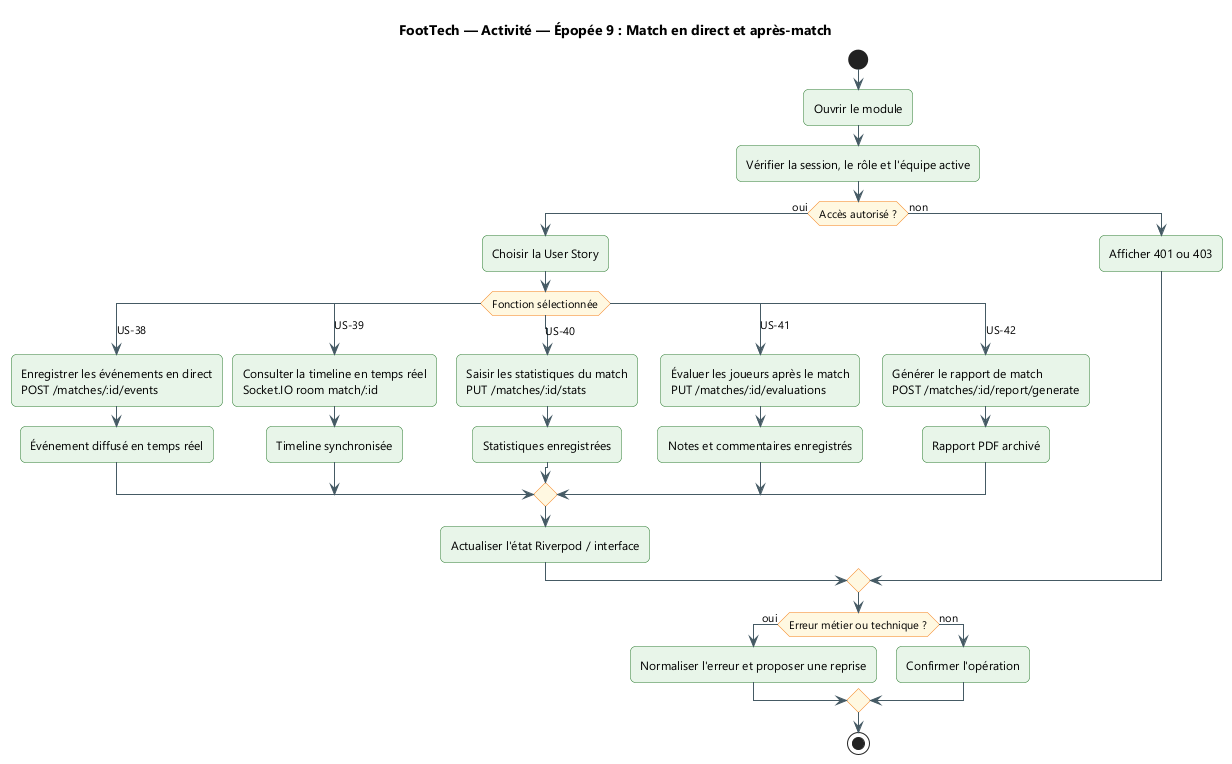 FootTech — Activité — Épopée 9 : Match en direct et après-match
Ouvrir le module
Vérifier la session, le rôle et l'équipe active
oui
Accès autorisé ?
non
Choisir la User Story
Afficher 401 ou 403
Fonction sélectionnée
US-38
US-39
US-40
US-41
US-42
Enregistrer les événements en direct
POST /matches/:id/events
Consulter la timeline en temps réel
Socket.IO room match/:id
Saisir les statistiques du match
PUT /matches/:id/stats
Évaluer les joueurs après le match
PUT /matches/:id/evaluations
Générer le rapport de match
POST /matches/:id/report/generate
Événement diffusé en temps réel
Timeline synchronisée
Statistiques enregistrées
Notes et commentaires enregistrés
Rapport PDF archivé
Actualiser l'état Riverpod / interface
oui
Erreur métier ou technique ?
non
Normaliser l'erreur et proposer une reprise
Confirmer l'opération